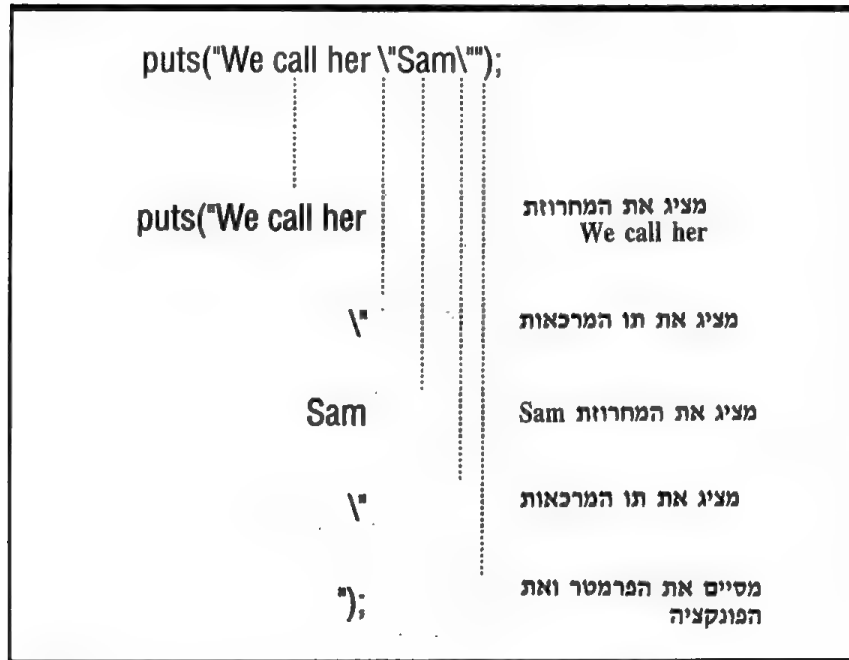 puts("We call her \"Sam\"");
puts("We call her
מציג את המחרוזת
We call her
\"
מציג את תו המרכאות
Sam
מציג את המחרוזת Sam
\"
מציג את תו המרכאות
");
מסיים את הפרמטר ואת
הפונקציה